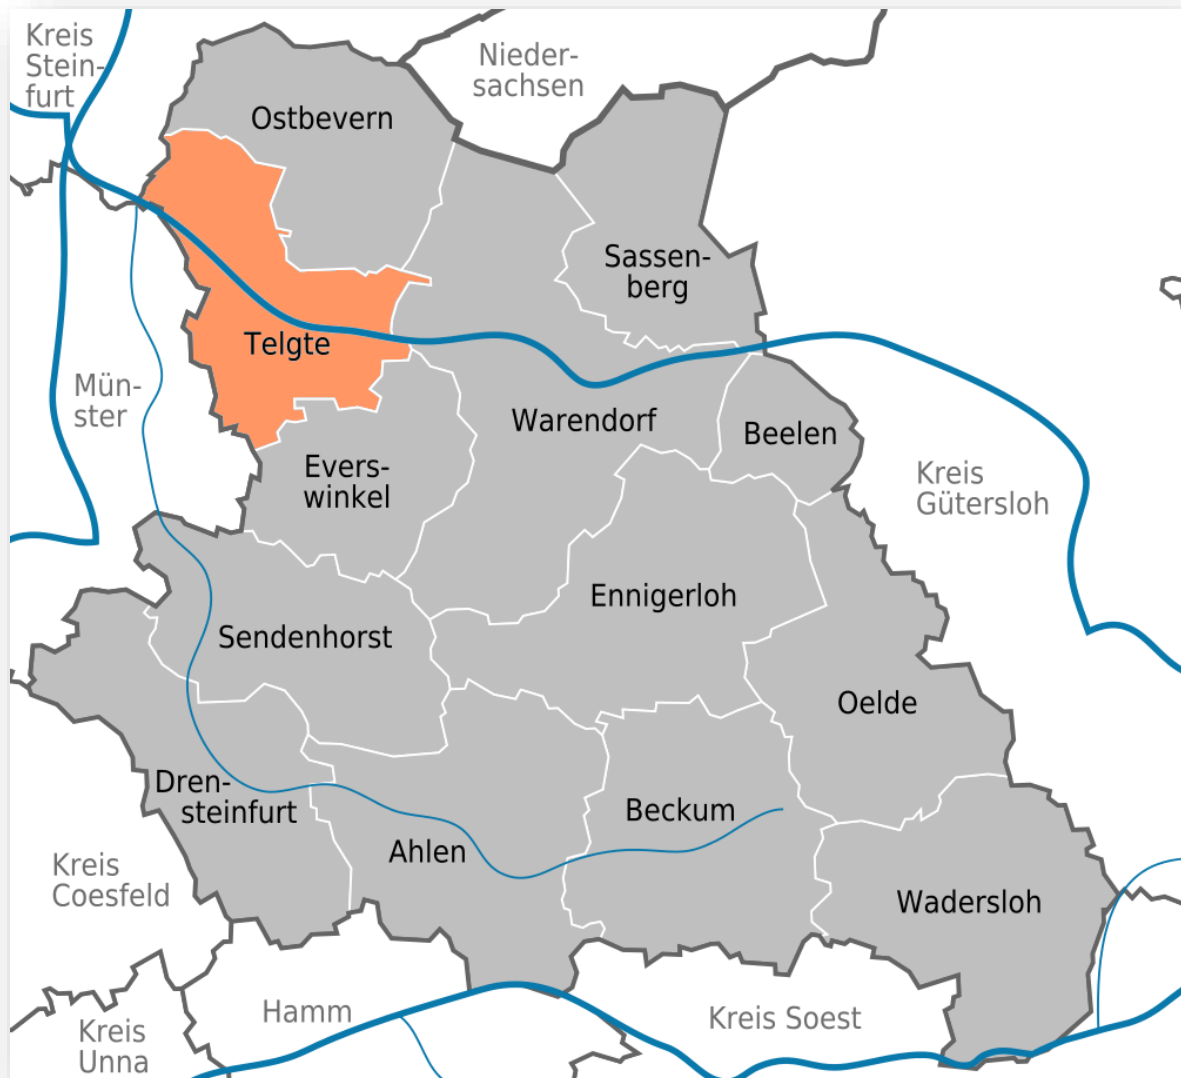 Kreis
Stein-
furt
Nieder-
sachsen
Ostbevern
Sassen-
berg
Telgte
Mün-
ster
Warendorf
Beelen
Evers-
winkel
Kreis
Gütersloh
Ennigerloh
Sendenhorst
Oelde
Dren-
steinfurt
Beckum
Ahlen
Kreis
Coesfeld
Wadersloh
Hamm
Kreis Soest
Kreis
Unna